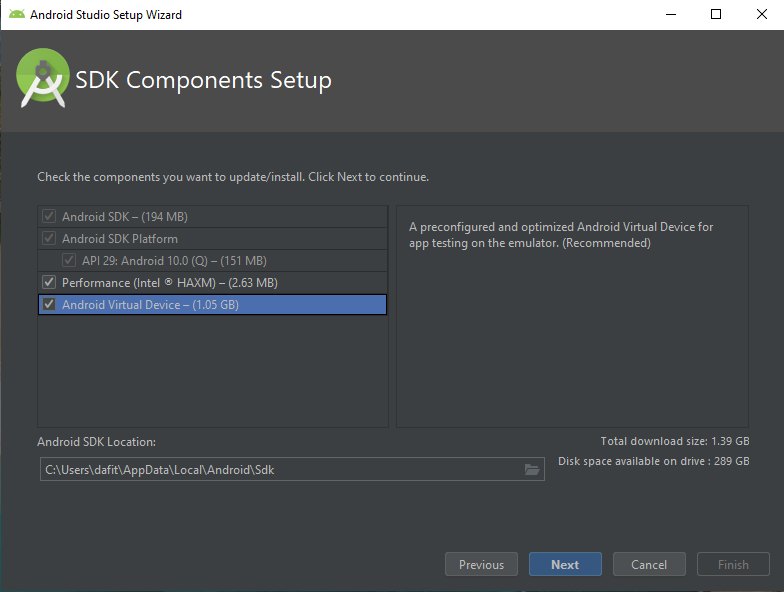 Android Studio Setup Wizard
SDK Components Setup
Check the components you want to update/install. Click Next to continue.
Android SDK – (194 MB)
Android SDK Platform
API 29: Android 10.0 (Q) – (151 MB)
Performance (Intel ® HAXM) – (2.63 MB)
Android Virtual Device – (1.05 GB)
A preconfigured and optimized Android Virtual Device for
app testing on the emulator. (Recommended)
Android SDK Location:
Total download size: 1.39 GB
Disk space available on drive : 289 GB
C:\Users\dafit\AppData\Local\Android\Sdk
Previous
Next
Cancel
Finish